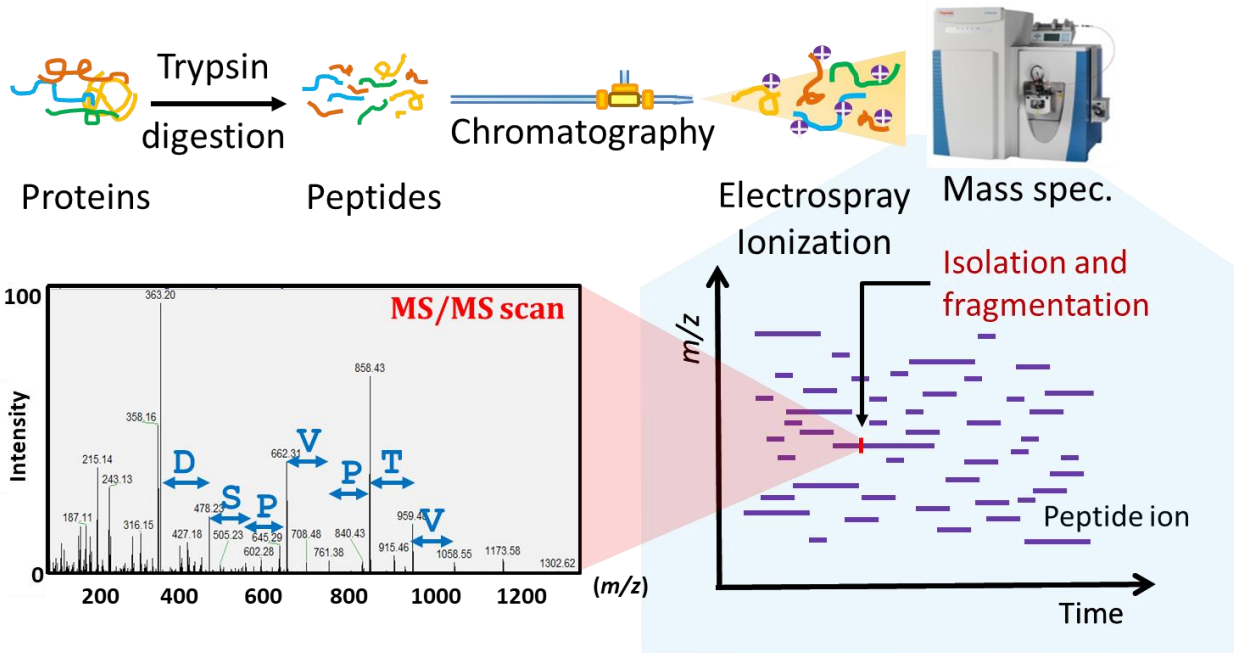 Trypsin
digestion
Proteins
Peptides
Chromatography
Electrospray
Ionization
Mass spec.
Isolation and
fragmentation
m/z
Peptide ion
Time
MS/MS scan
Intensity
100
0
363.20
858.43
358.16
662.31
215.14
243.13
187.11
316.15
427.18
478.23
505.23
602.28
645.29
708.48
761.38
840.43
915.46
959.48
1058.55
1173.58
1302.62
D
S
P
V
P
T
V
200
400
600
800
1000
1200
(m/z)